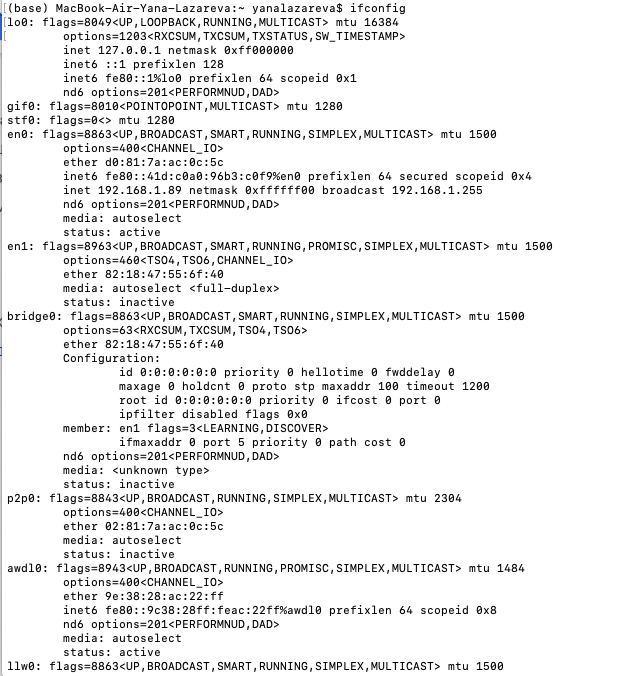 (base) MacBook-Air-Yana-Lazareva:~ yanalazareva$ ifconfig
lo0: flags=8049<UP,LOOPBACK,RUNNING,MULTICAST> mtu 16384
options=1203<RXCSUM,TXCSUM,TXSTATUS,SW_TIMESTAMP>
inet 127.0.0.1 netmask 0xff000000
inet6 ::1 prefixlen 128
inet6 fe80::1%lo0 prefixlen 64 scopeid 0x1
nd6 options=201<PERFORMNUD,DAD>
gif0: flags=8010<POINTOPOINT,MULTICAST> mtu 1280
stf0: flags=0<> mtu 1280
en0: flags=8863<UP,BROADCAST,SMART,RUNNING,SIMPLEX,MULTICAST> mtu 1500
options=400<CHANNEL_IO>
ether d0:81:7a:ac:0c:5c
inet6 fe80::41d:c0a0:96b3:c0f9%en0 prefixlen 64 secured scopeid 0x4
inet 192.168.1.89 netmask 0xffffff00 broadcast 192.168.1.255
nd6 options=201<PERFORMNUD,DAD>
media: autoselect
status: active
en1: flags=8963<UP,BROADCAST,SMART,RUNNING,PROMISC,SIMPLEX,MULTICAST> mtu 1500
options=460<TSO4,TSO6,CHANNEL_IO>
ether 82:18:47:55:6f:40
media: autoselect <full-duplex>
status: inactive
bridge0: flags=8863<UP,BROADCAST,SMART,RUNNING,SIMPLEX,MULTICAST> mtu 1500
options=63<RXCSUM,TXCSUM,TSO4,TSO6>
ether 82:18:47:55:6f:40
Configuration:
id 0:0:0:0:0:0 priority 0 hellotime 0 fwddelay 0
maxage 0 holdcnt 0 proto stp maxaddr 100 timeout 1200
root id 0:0:0:0:0:0 priority 0 ifcost 0 port 0
ipfilter disabled flags 0x0
member: en1 flags=3<LEARNING,DISCOVER>
ifmaxaddr 0 port 5 priority 0 path cost 0
nd6 options=201<PERFORMNUD,DAD>
media: <unknown type>
status: inactive
p2p0: flags=8843<UP,BROADCAST,RUNNING,SIMPLEX,MULTICAST> mtu 2304
options=400<CHANNEL_IO>
ether 02:81:7a:ac:0c:5c
media: autoselect
status: inactive
awdl0: flags=8943<UP,BROADCAST,RUNNING,PROMISC,SIMPLEX,MULTICAST> mtu 1484
options=400<CHANNEL_IO>
ether 9e:38:28:ac:22:ff
inet6 fe80::9c38:28ff:feac:22ff%awdl0 prefixlen 64 scopeid 0x8
nd6 options=201<PERFORMNUD,DAD>
media: autoselect
status: active
llw0: flags=8863<UP,BROADCAST,SMART,RUNNING,SIMPLEX,MULTICAST> mtu 1500